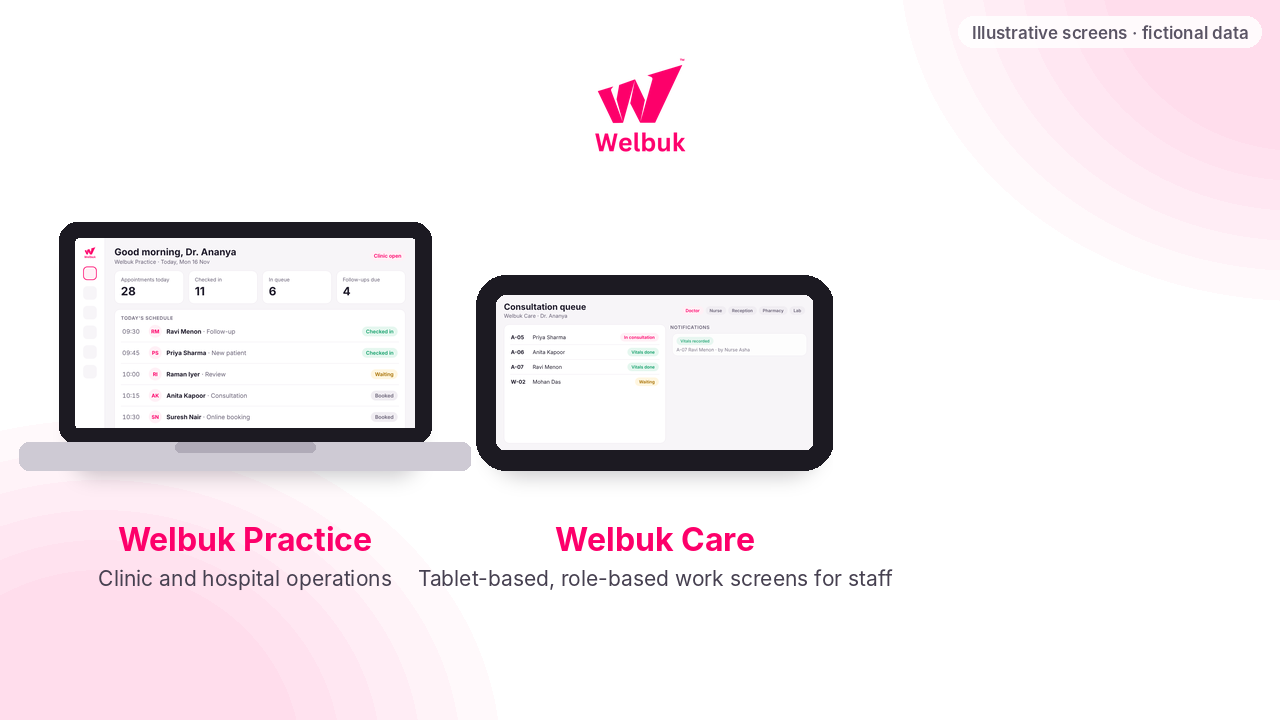 Illustrative screens · fictional data
Welbuk
Good morning, Dr. Ananya
Welbuk Practice · Today, Mon 16 Nov
Clinic open
Appointments today
28
Checked in
11
In queue
6
Follow-ups due
4
TODAY'S SCHEDULE
09:30 RM Ravi Menon · Follow-up Checked in
09:45 PS Priya Sharma · New patient Checked in
10:00 RI Raman Iyer · Review Waiting
10:15 AK Anita Kapoor · Consultation Booked
10:30 SN Suresh Nair · Online booking Booked
Consultation queue
Welbuk Care · Dr. Ananya
Doctor Nurse Reception Pharmacy Lab
A-05 Priya Sharma In consultation
A-06 Anita Kapoor Vitals done
A-07 Ravi Menon Vitals done
W-02 Mohan Das Waiting
NOTIFICATIONS
Vitals recorded
A-07 Ravi Menon · by Nurse Asha
Welbuk Practice
Clinic and hospital operations
Welbuk Care
Tablet-based, role-based work screens for staff